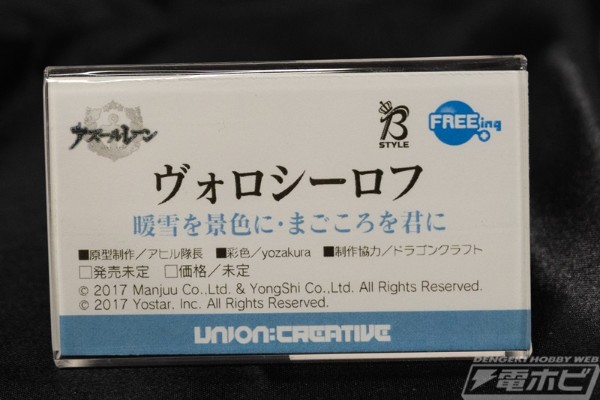 アズールレーン
B
STYLE
FREEing
ヴォロシーロフ
暖雪を景色に・まごころを君に
■原型制作／アヒル隊長 ■彩色／yozakura ■制作協力／ドラゴンクラフト
□発売未定 □価格／未定
© 2017 Manjuu Co.,Ltd. & YongShi Co.,Ltd. All Rights Reserved.
© 2017 Yostar, Inc. All Rights Reserved.
UNION:CREATIVE
DENGEKI HOBBY WEB
電ホビ